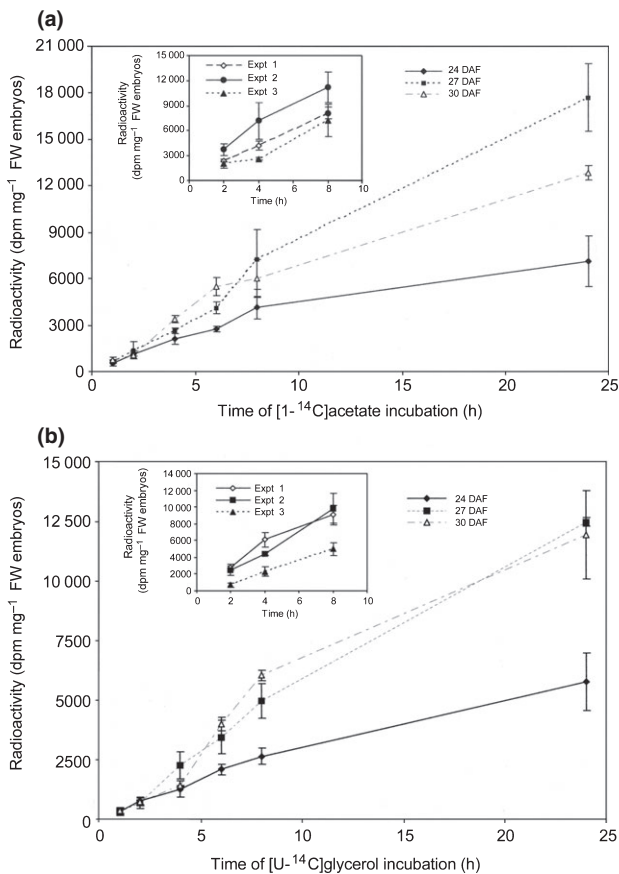 (a)
21 000
18 000
15 000
12 000
9000
6000
3000
0
Radioactivity (dpm mg⁻¹ FW embryos)
0 5 10 15 20 25
Time of [1-¹⁴C]acetate incubation (h)
Radioactivity
(dpm mg⁻¹ FW embryos)
15 000
12 000
9000
6000
3000
0
0 2 4 6 8 10
Time (h)
Expt 1
Expt 2
Expt 3
24 DAF
27 DAF
30 DAF
(b)
15 000
12 500
10 000
7500
5000
2500
0
Radioactivity (dpm mg⁻¹ FW embryos)
0 5 10 15 20 25
Time of [U-¹⁴C]glycerol incubation (h)
Radioactivity
(dpm mg⁻¹ FW embryos)
14 000
12 000
10 000
8000
6000
4000
2000
0
0 2 4 6 8 10
Time (h)
Expt 1
Expt 2
Expt 3
24 DAF
27 DAF
30 DAF